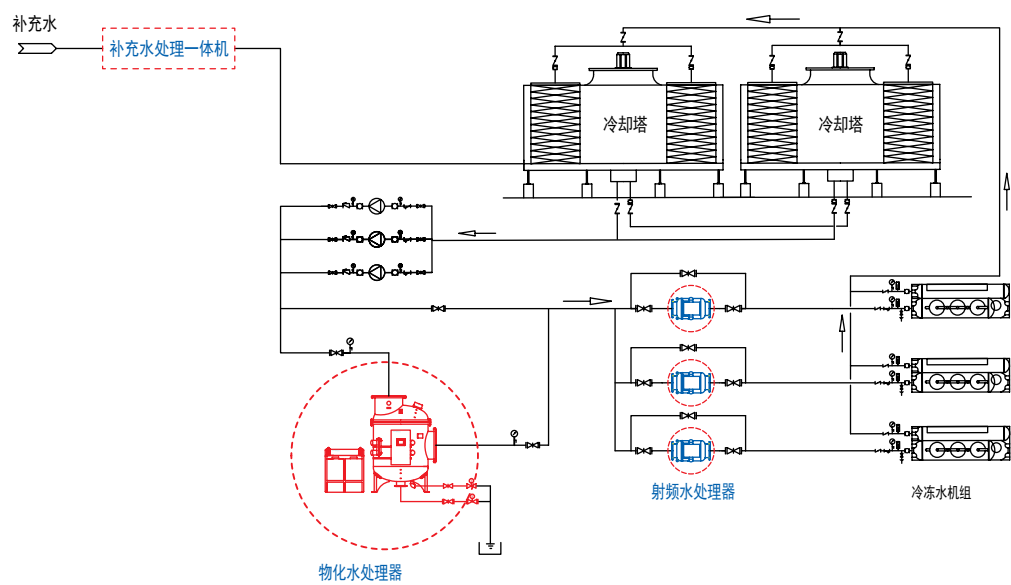 补充水
补充水处理一体机
冷却塔
冷却塔
射频水处理器
冷冻水机组
物化水处理器